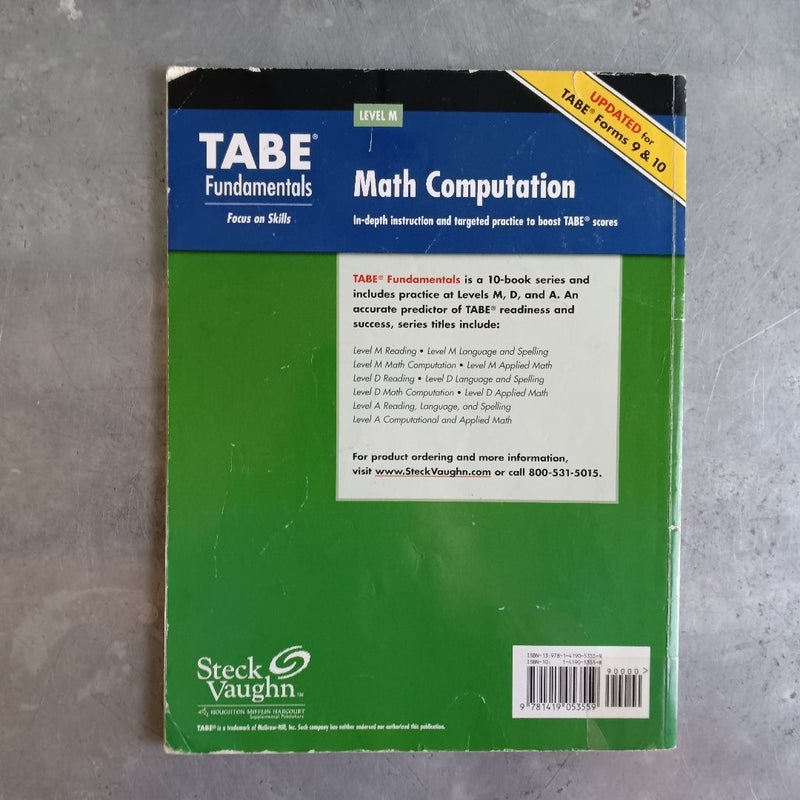 LEVEL M
UPDATED for
TABE® Forms 9 & 10
TABE®
Fundamentals
Focus on Skills
Math Computation
In-depth instruction and targeted practice to boost TABE® scores
TABE® Fundamentals is a 10-book series and
includes practice at Levels M, D, and A. An
accurate predictor of TABE® readiness and
success, series titles include:
Level M Reading • Level M Language and Spelling
Level M Math Computation • Level M Applied Math
Level D Reading • Level D Language and Spelling
Level D Math Computation • Level D Applied Math
Level A Reading, Language, and Spelling
Level A Computational and Applied Math
For product ordering and more information,
visit www.SteckVaughn.com or call 800-531-5015.
Steck
Vaughn™
HOUGHTON MIFFLIN HARCOURT
Supplemental Publishers
TABE® is a trademark of McGraw-Hill, Inc. Such company has neither endorsed nor authorized this publication.
ISBN-13:978-1-4190-5355-9
ISBN-10: 1-4190-5355-8
90000>
9 781419 053559